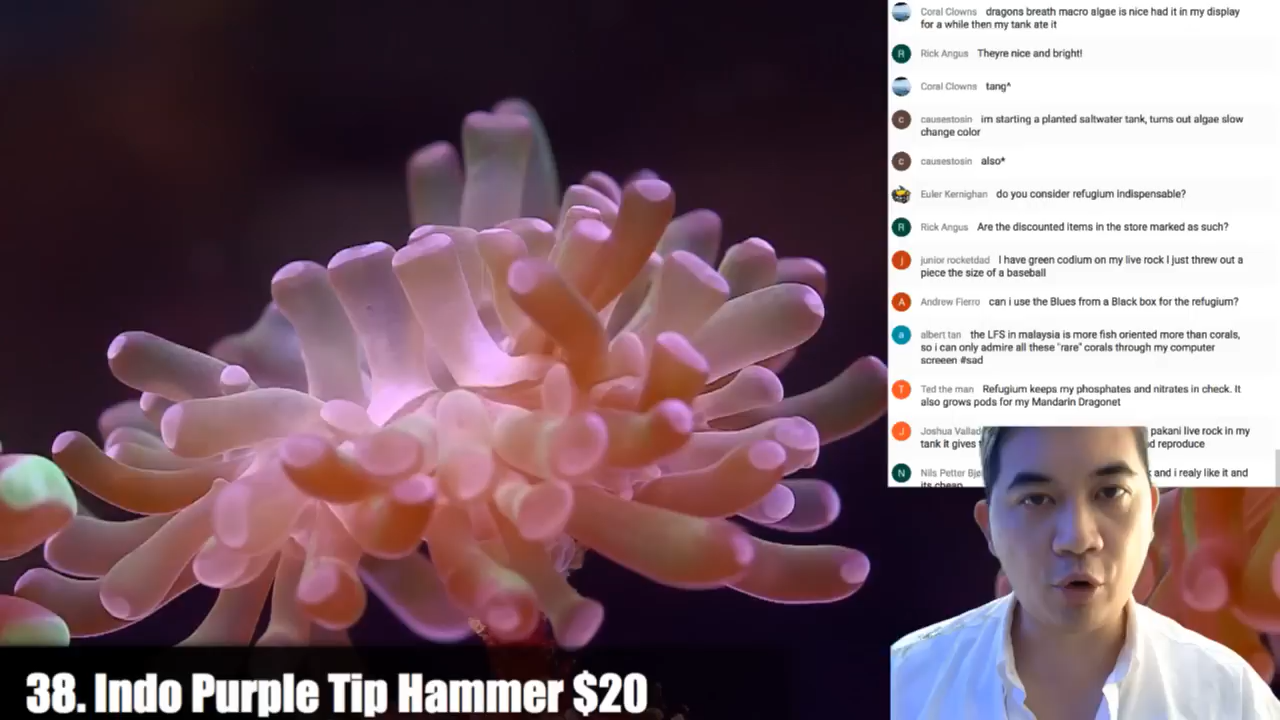 Coral Clowns dragons breath macro algae is nice had it in my display
for a while then my tank ate it
R Rick Angus Theyre nice and bright!
Coral Clowns tang^
c causestosin im starting a planted saltwater tank, turns out algae slow
change color
c causestosin also*
Euler Kernighan do you consider refugium indispensable?
R Rick Angus Are the discounted items in the store marked as such?
j junior rocketdad I have green codium on my live rock I just threw out a
piece the size of a baseball
A Andrew Fierro can i use the Blues from a Black box for the refugium?
a albert tan the LFS in malaysia is more fish oriented more than corals,
so i can only admire all these "rare" corals through my computer
screeen #sad
T Ted the man Refugium keeps my phosphates and nitrates in check. It
also grows pods for my Mandarin Dragonet
J Joshua Vallad pakani live rock in my
tank it gives d reproduce
N Nils Petter Bjø and i realy like it and
its cheap
38. Indo Purple Tip Hammer $20